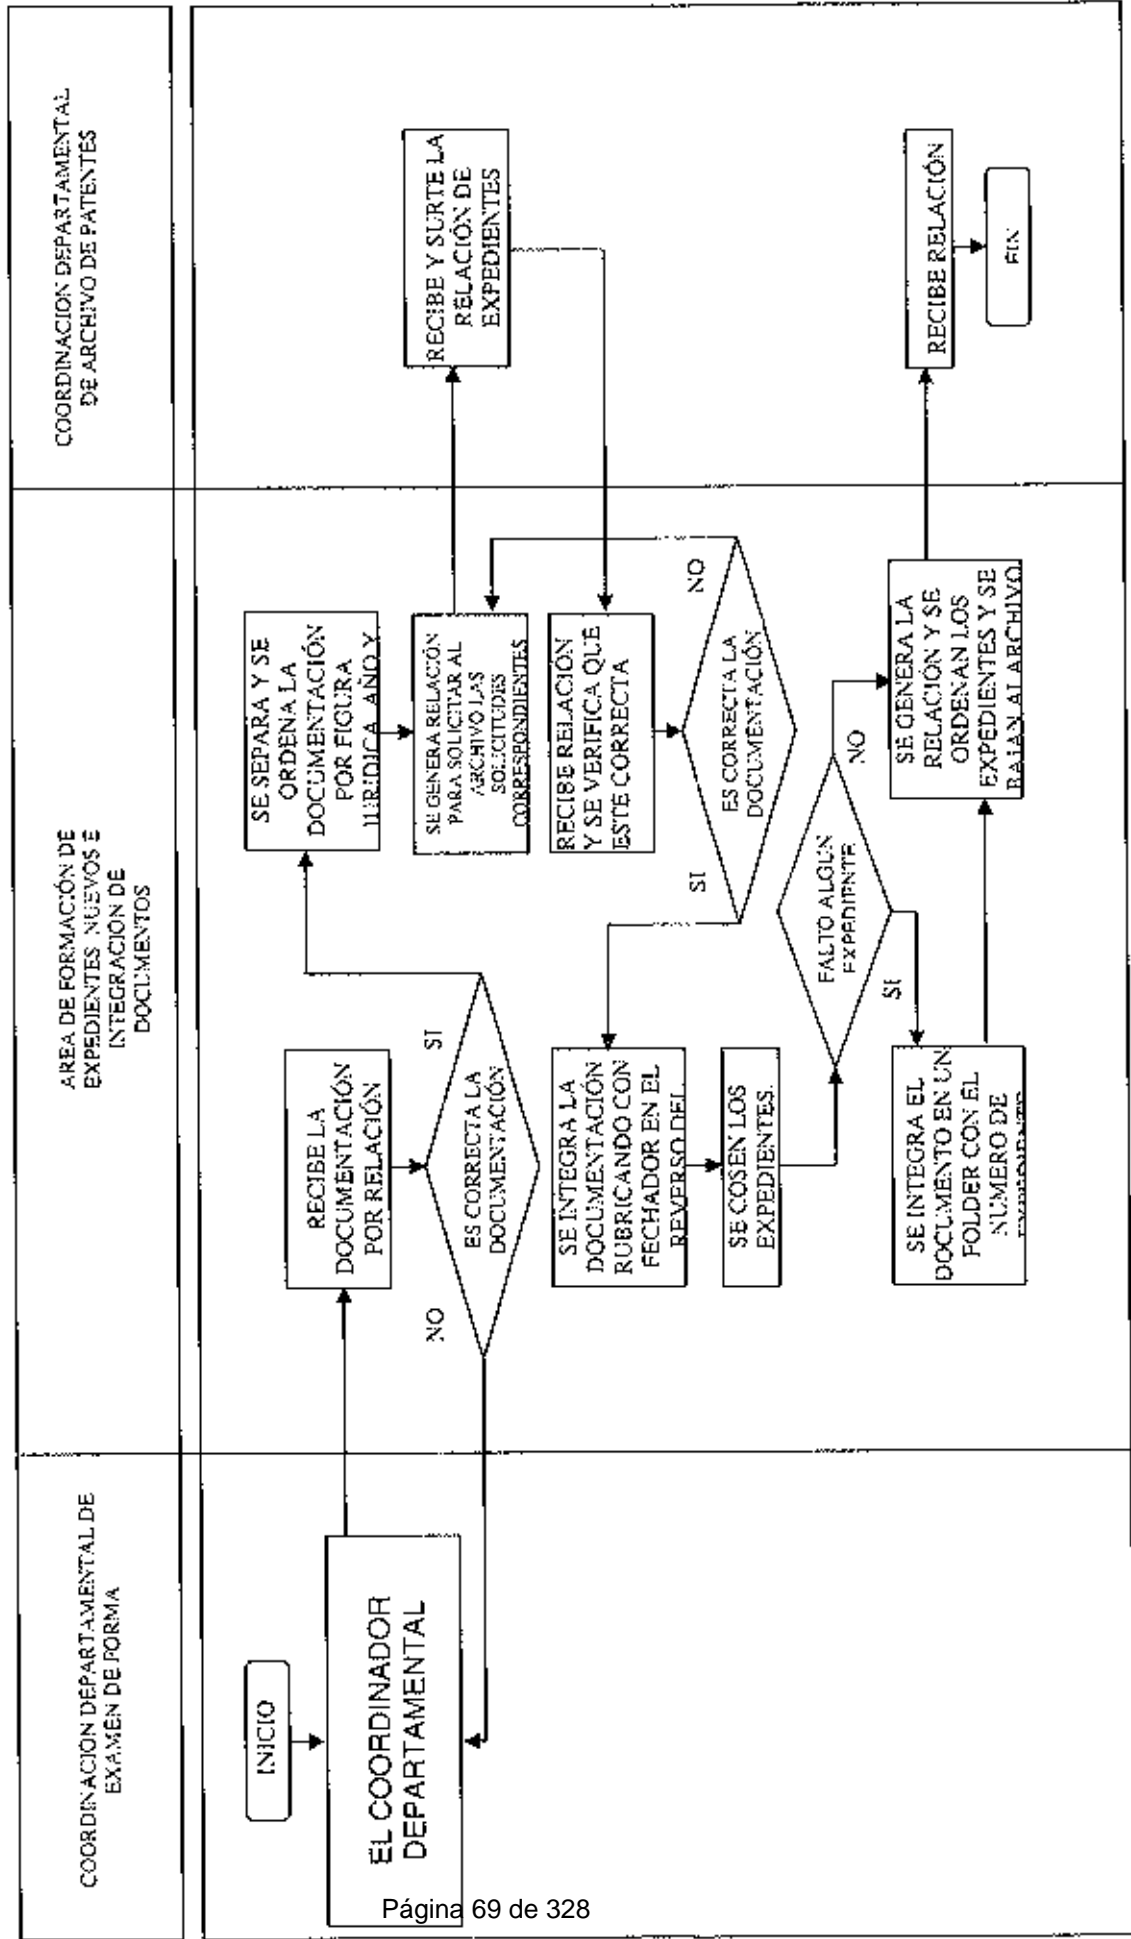 COORDINACIÓN DEPARTAMENTAL DE
EXAMEN DE FORMA
AREA DE FORMACIÓN DE
EXPEDIENTES NUEVOS E
INTEGRACIÓN DE
DOCUMENTOS
COORDINACION DEPARTAMENTAL
DE ARCHIVO DE PATENTES
INICIO
EL COORDINADOR
DEPARTAMENTAL
RECIBE LA
DOCUMENTACIÓN
POR RELACIÓN
ES CORRECTA LA
DOCUMENTACIÓN
NO
SI
SE SEPARA Y SE
ORDENA LA
DOCUMENTACIÓN
POR FIGURA
JURIDICA, AÑO Y
SE GENERA RELACIÓN
PARA SOLICITAR AL
ARCHIVO LAS
SOLICITUDES
CORRESPONDIENTES
RECIBE Y SURTE LA
RELACIÓN DE
EXPEDIENTES
RECIBE RELACIÓN
Y SE VERIFICA QUE
ESTE CORRECTA
ES CORRECTA LA
DOCUMENTACIÓN
SI
NO
SE INTEGRA LA
DOCUMENTACIÓN
RUBRICANDO CON
FECHADOR EN EL
REVERSO DEL
SE COSEN LOS
EXPEDIENTES.
FALTO ALGUN
EXPEDIENTE
SI
NO
SE INTEGRA EL
DOCUMENTO EN UN
FOLDER CON EL
NUMERO DE
SE GENERA LA
RELACIÓN Y SE
ORDENAN LOS
EXPEDIENTES Y SE
BAJAN AL ARCHIVO
RECIBE RELACIÓN
FIN
Página 69 de 328